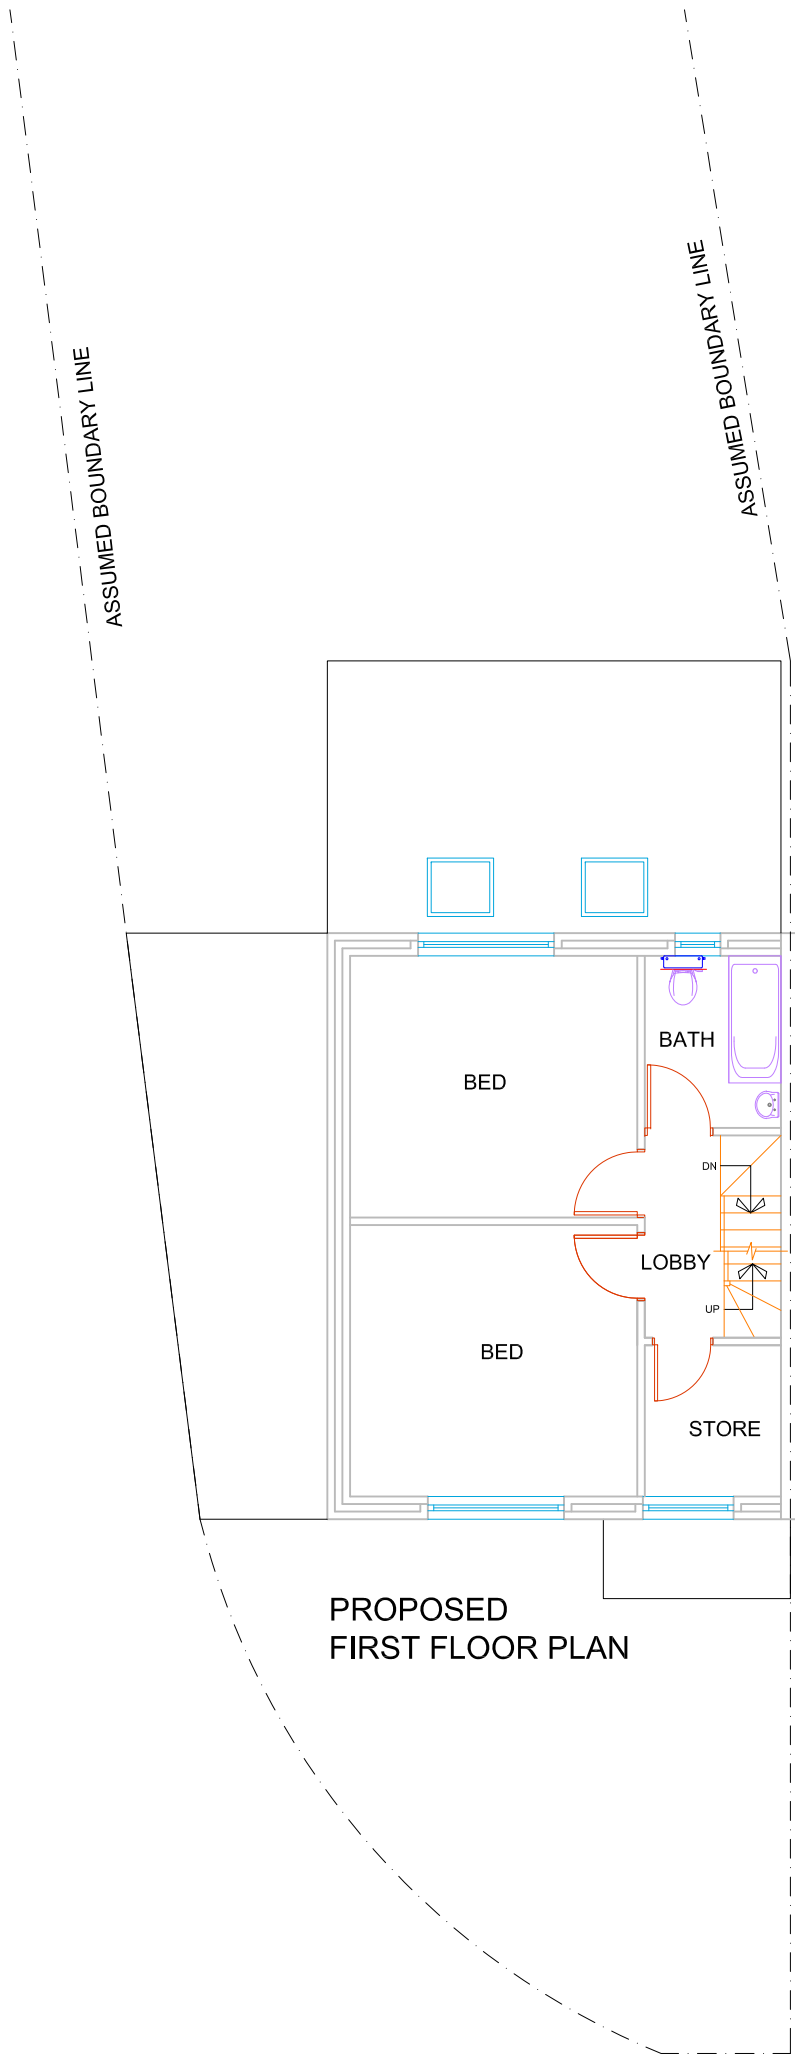 ASSUMED BOUNDARY LINE
ASSUMED BOUNDARY LINE
BATH
BED
DN
LOBBY
UP
BED
STORE
PROPOSED
FIRST FLOOR PLAN